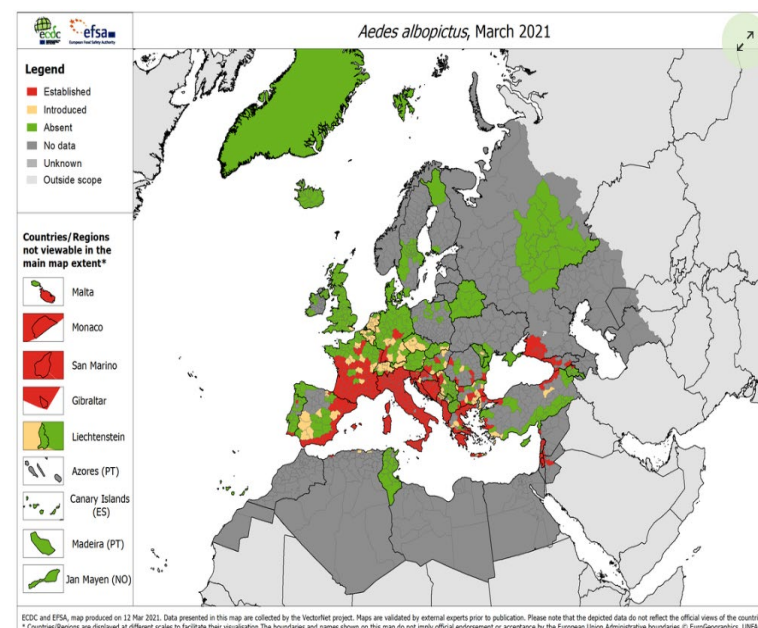 ecdc
efsa
European Food Safety Authority
Aedes albopictus, March 2021
Legend
Established
Introduced
Absent
No data
Unknown
Outside scope
Countries/Regions
not viewable in the
main map extent*
Malta
Monaco
San Marino
Gibraltar
Liechtenstein
Azores (PT)
Canary Islands
(ES)
Madeira (PT)
Jan Mayen (NO)
ECDC and EFSA, map produced on 12 Mar 2021. Data presented in this map are collected by the VectorNet project. Maps are validated by external experts prior to publication. Please note that the depicted data do not reflect the official views of the countri
* Countries/Regions are displayed at different scales to facilitate their visualisation. The boundaries and names shown on this map do not imply official endorsement or acceptance by the European Union. Administrative boundaries © EuroGeographics, UNFA